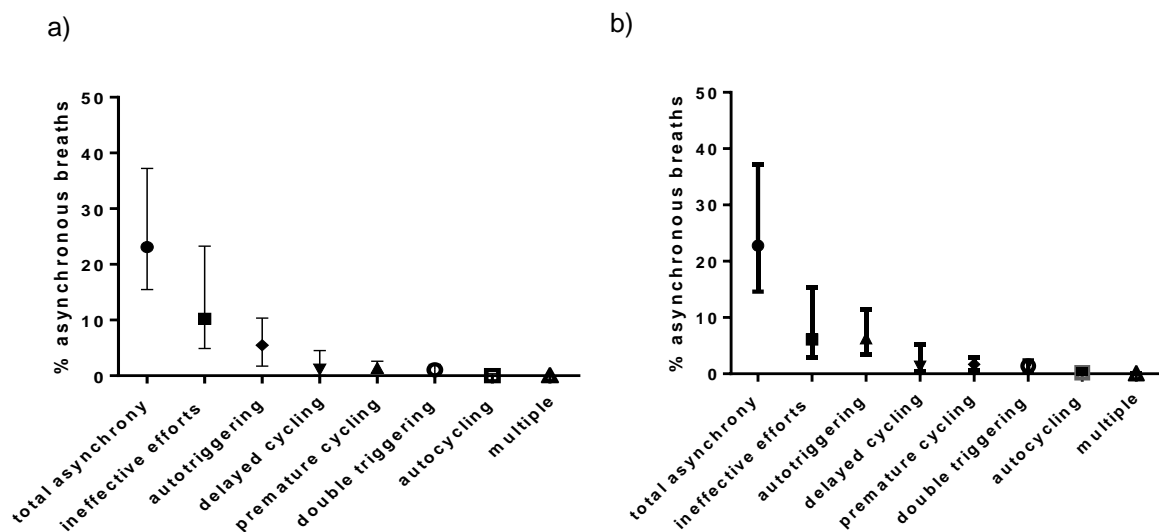 a)
% asynchronous breaths
50
40
30
20
10
0
total asynchrony
ineffective efforts
autotriggering
delayed cycling
premature cycling
double triggering
autocycling
multiple
b)
% asynchronous breaths
50
40
30
20
10
0
total asynchrony
ineffective efforts
autotriggering
delayed cycling
premature cycling
double triggering
autocycling
multiple